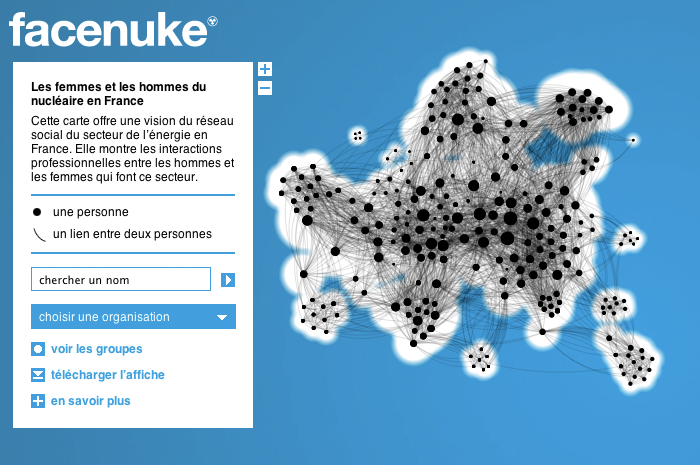 facenuke
Les femmes et les hommes du
nucléaire en France
Cette carte offre une vision du réseau
social du secteur de l'énergie en
France. Elle montre les interactions
professionnelles entre les hommes et
les femmes qui font ce secteur.
une personne
un lien entre deux personnes
chercher un nom
choisir une organisation
voir les groupes
télécharger l'affiche
en savoir plus